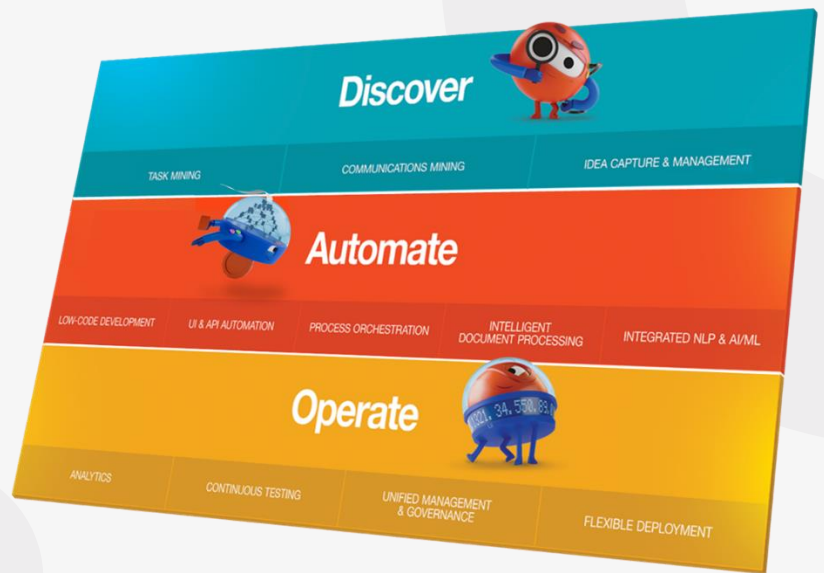 Discover
TASK MINING
COMMUNICATIONS MINING
IDEA CAPTURE & MANAGEMENT
Automate
LOW-CODE DEVELOPMENT
UI & API AUTOMATION
PROCESS ORCHESTRATION
INTELLIGENT
DOCUMENT PROCESSING
INTEGRATED NLP & AI/ML
Operate
ANALYTICS
CONTINUOUS TESTING
UNIFIED MANAGEMENT
& GOVERNANCE
FLEXIBLE DEPLOYMENT